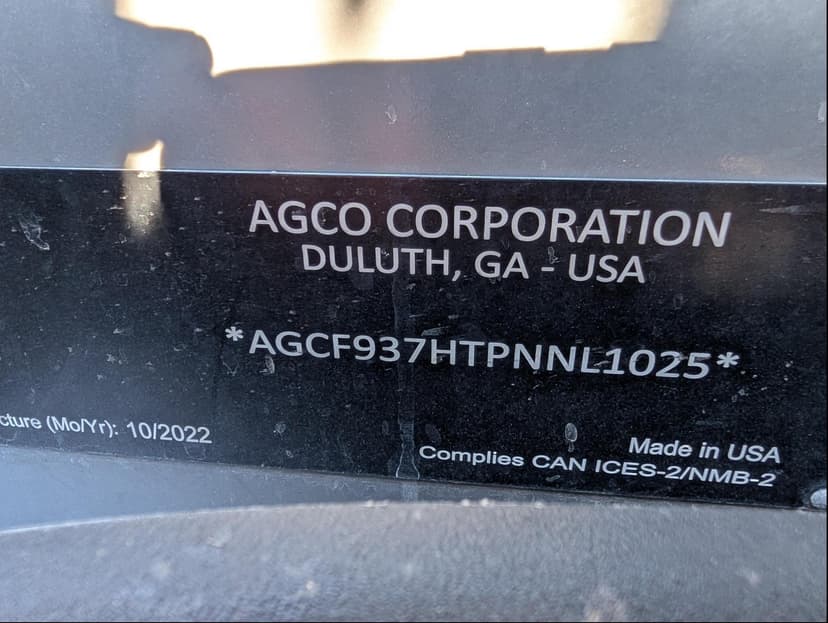 AGCO CORPORATION
DULUTH, GA - USA
*AGCF937HTPNNL1025*
(Mo/Yr): 10/2022
Made in USA
Complies CAN ICES-2/NMB-2